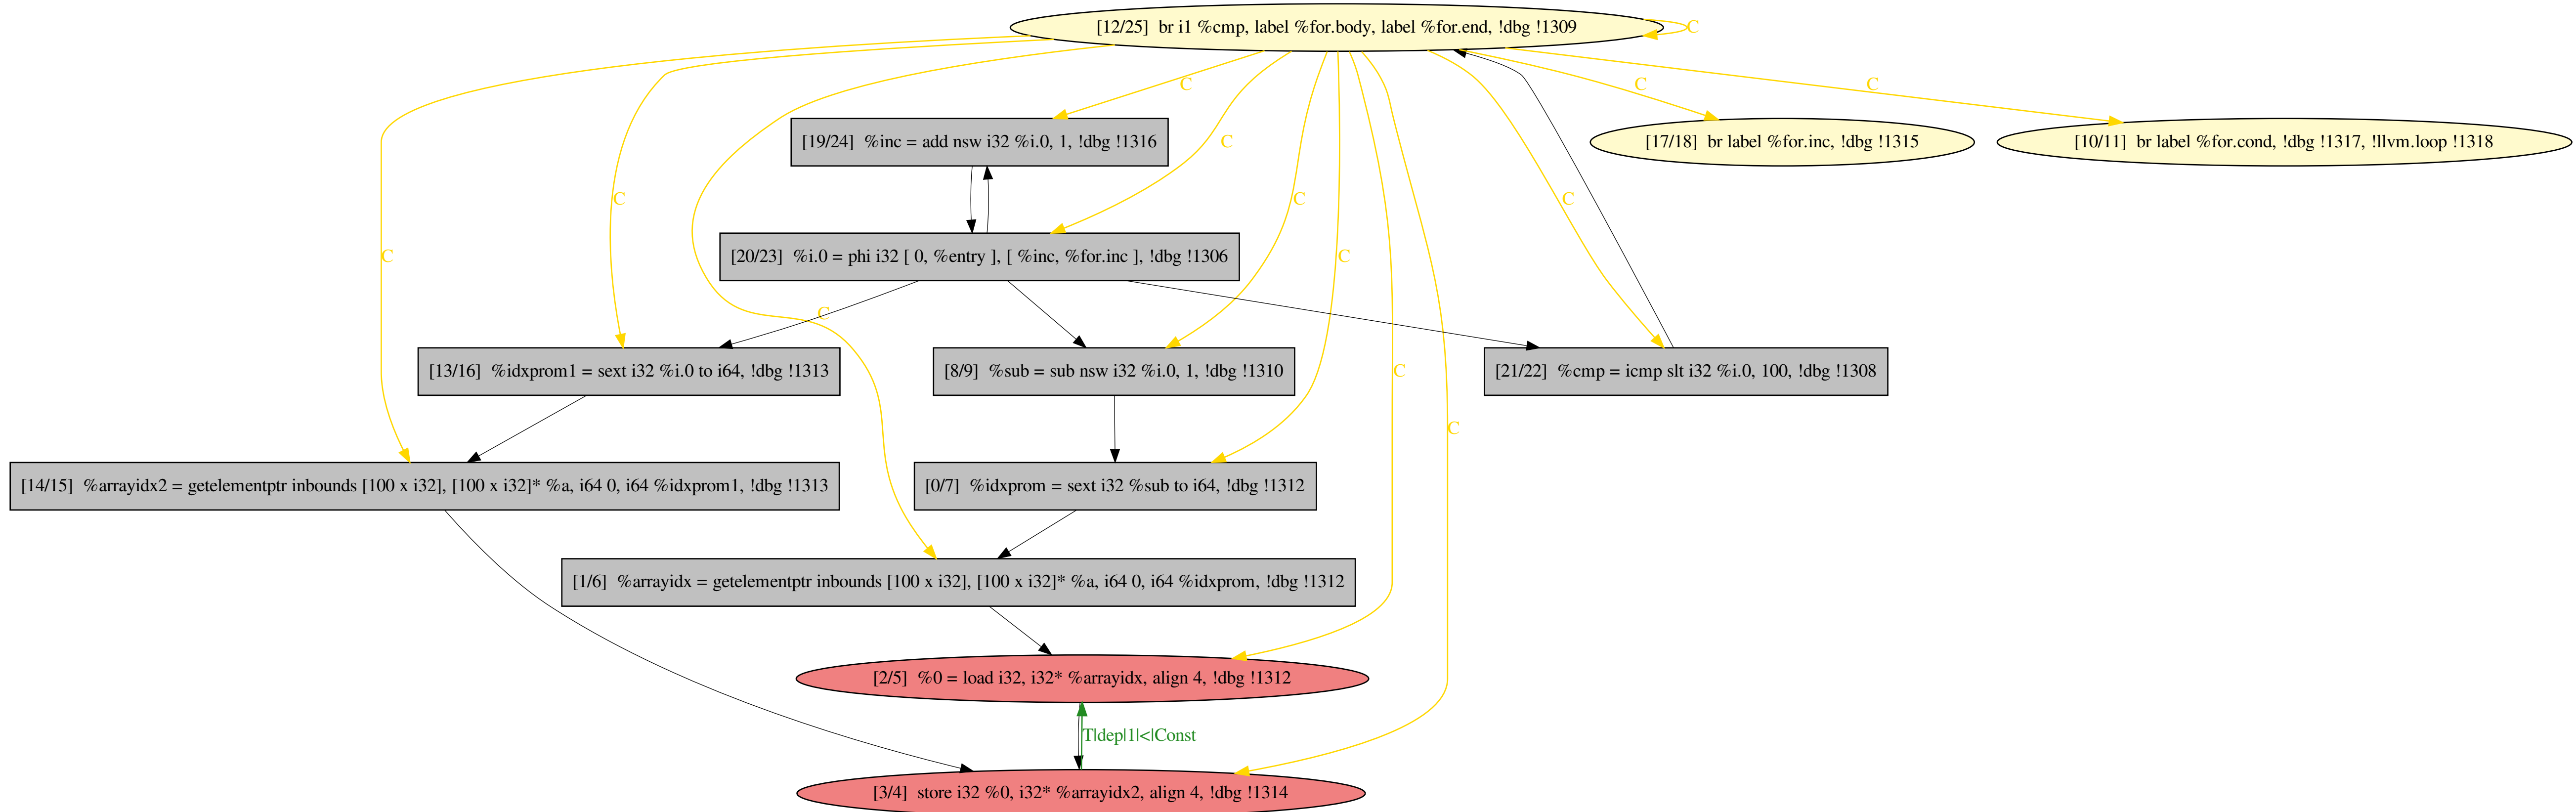 [12/25]  br i1 %cmp, label %for.body, label %for.end, !dbg !1309
C
C
C
C
[19/24]  %inc = add nsw i32 %i.0, 1, !dbg !1316
C
[17/18]  br label %for.inc, !dbg !1315
[10/11]  br label %for.cond, !dbg !1317, !llvm.loop !1318
C
C
C
C
C
[20/23]  %i.0 = phi i32 [ 0, %entry ], [ %inc, %for.inc ], !dbg !1306
C
C
[13/16]  %idxprom1 = sext i32 %i.0 to i64, !dbg !1313
[8/9]  %sub = sub nsw i32 %i.0, 1, !dbg !1310
C
[21/22]  %cmp = icmp slt i32 %i.0, 100, !dbg !1308
C
[14/15]  %arrayidx2 = getelementptr inbounds [100 x i32], [100 x i32]* %a, i64 0, i64 %idxprom1, !dbg !1313
[0/7]  %idxprom = sext i32 %sub to i64, !dbg !1312
[1/6]  %arrayidx = getelementptr inbounds [100 x i32], [100 x i32]* %a, i64 0, i64 %idxprom, !dbg !1312
[2/5]  %0 = load i32, i32* %arrayidx, align 4, !dbg !1312
T|dep|1|<|Const
[3/4]  store i32 %0, i32* %arrayidx2, align 4, !dbg !1314